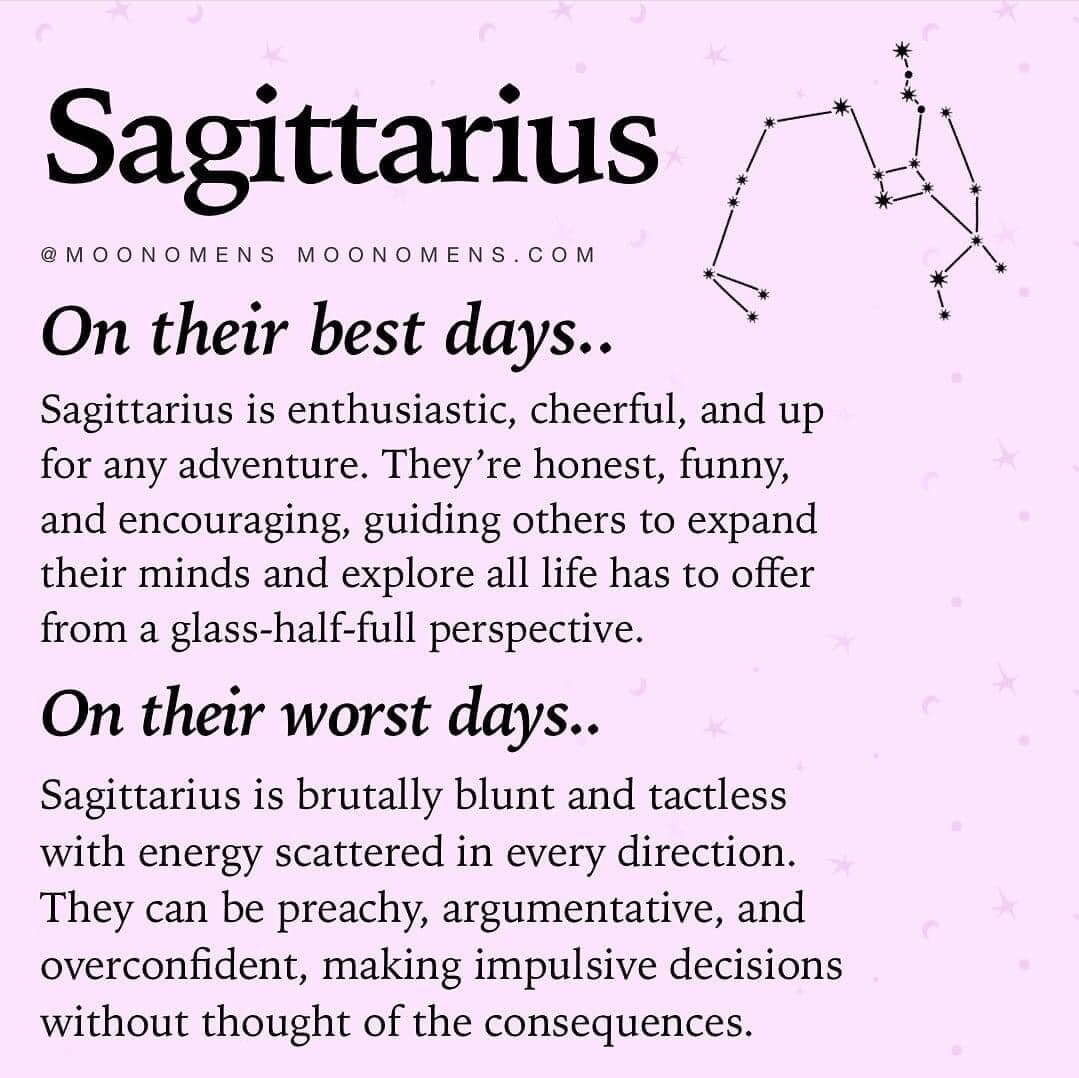 Sagittarius
@MOONOMENS MOONOMENS.COM
On their best days..
Sagittarius is enthusiastic, cheerful, and up
for any adventure. They’re honest, funny,
and encouraging, guiding others to expand
their minds and explore all life has to offer
from a glass-half-full perspective.
On their worst days..
Sagittarius is brutally blunt and tactless
with energy scattered in every direction.
They can be preachy, argumentative, and
overconfident, making impulsive decisions
without thought of the consequences.